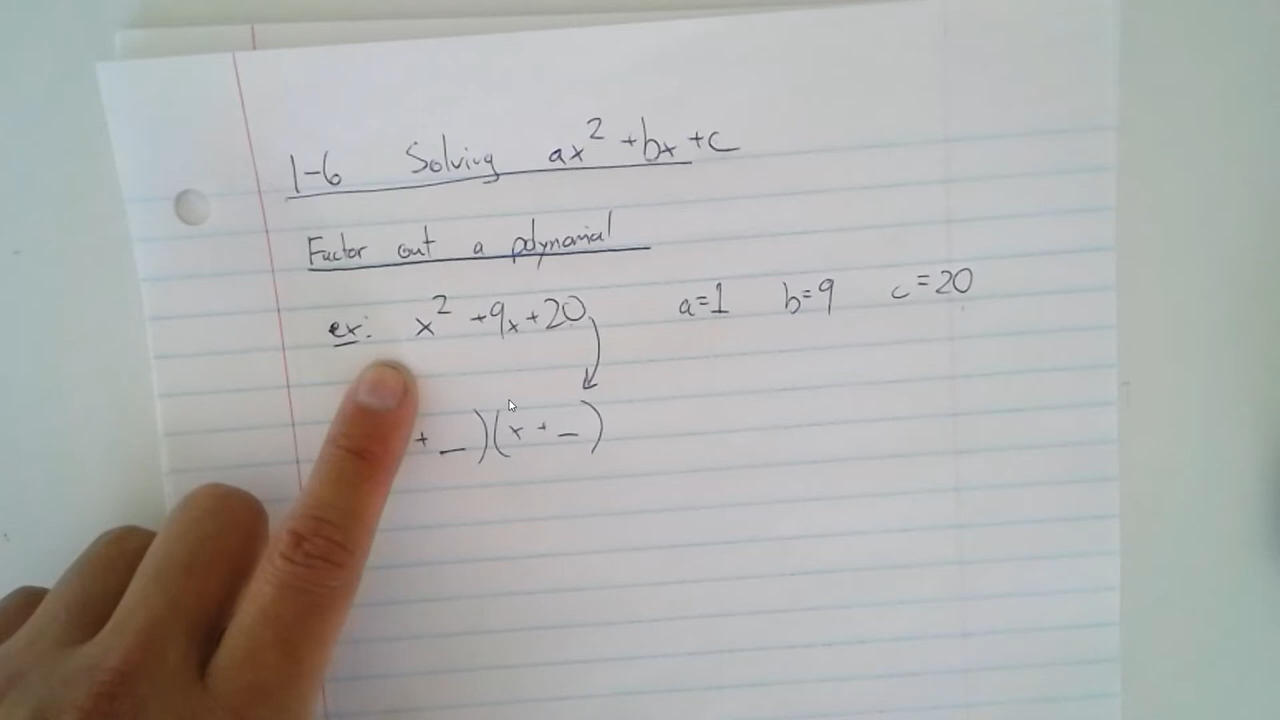 1-6 Solving ax² +bx +c
Factor out a polynomial
ex: x² +9x+20 a=1 b=9 c=20
+ _)(x + _)